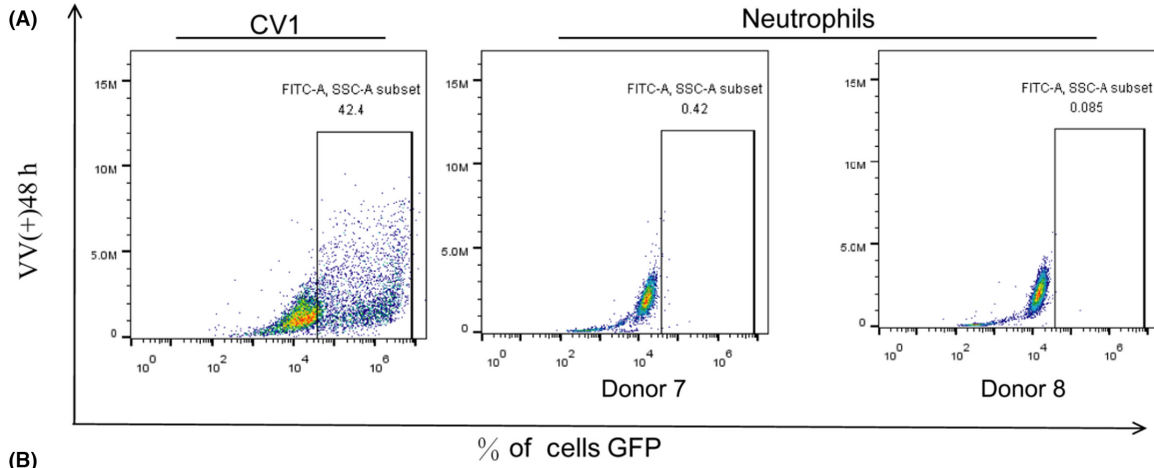 (A)
CV1
Neutrophils
FITC-A, SSC-A subset
42.4
15M
10M
5.0M
0
10^0
10^2
10^4
10^6
FITC-A, SSC-A subset
0.42
15M
10M
5.0M
0
10^0
10^2
10^4
10^6
Donor 7
FITC-A, SSC-A subset
0.085
15M
10M
5.0M
0
10^0
10^2
10^4
10^6
Donor 8
VV(+)48 h
% of cells GFP
(B)